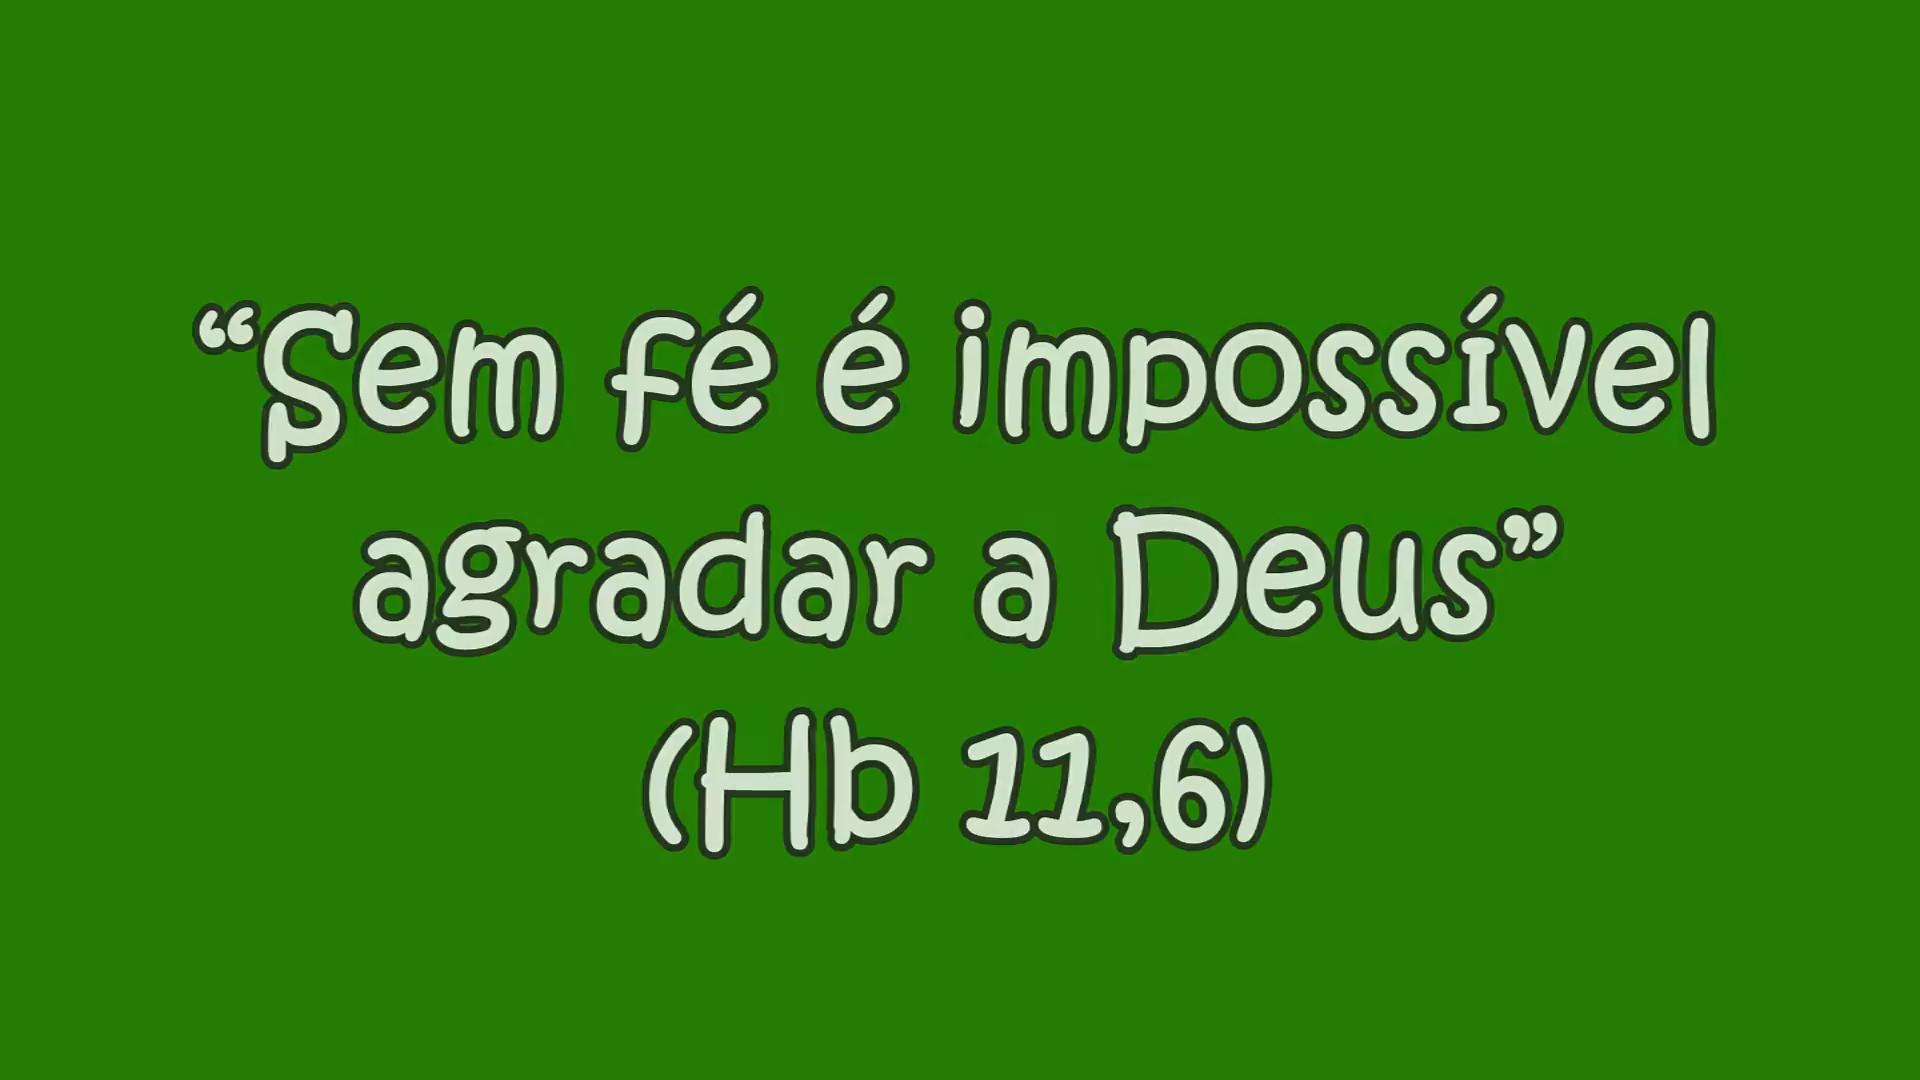 “Sem fé é impossível
agradar a Deus”
(Hb 11,6)